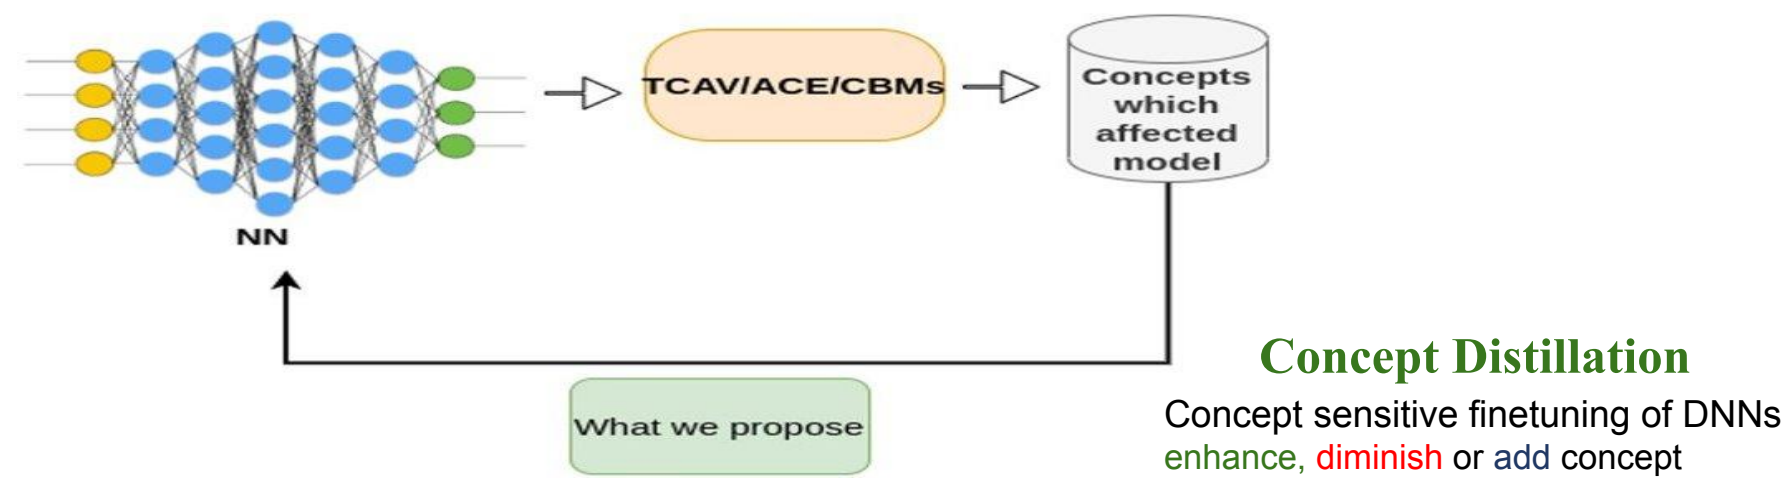 TCAV/ACE/CBMs
Concepts
which
affected
model
NN
What we propose
Concept Distillation
Concept sensitive finetuning of DNNs
enhance, diminish or add concept